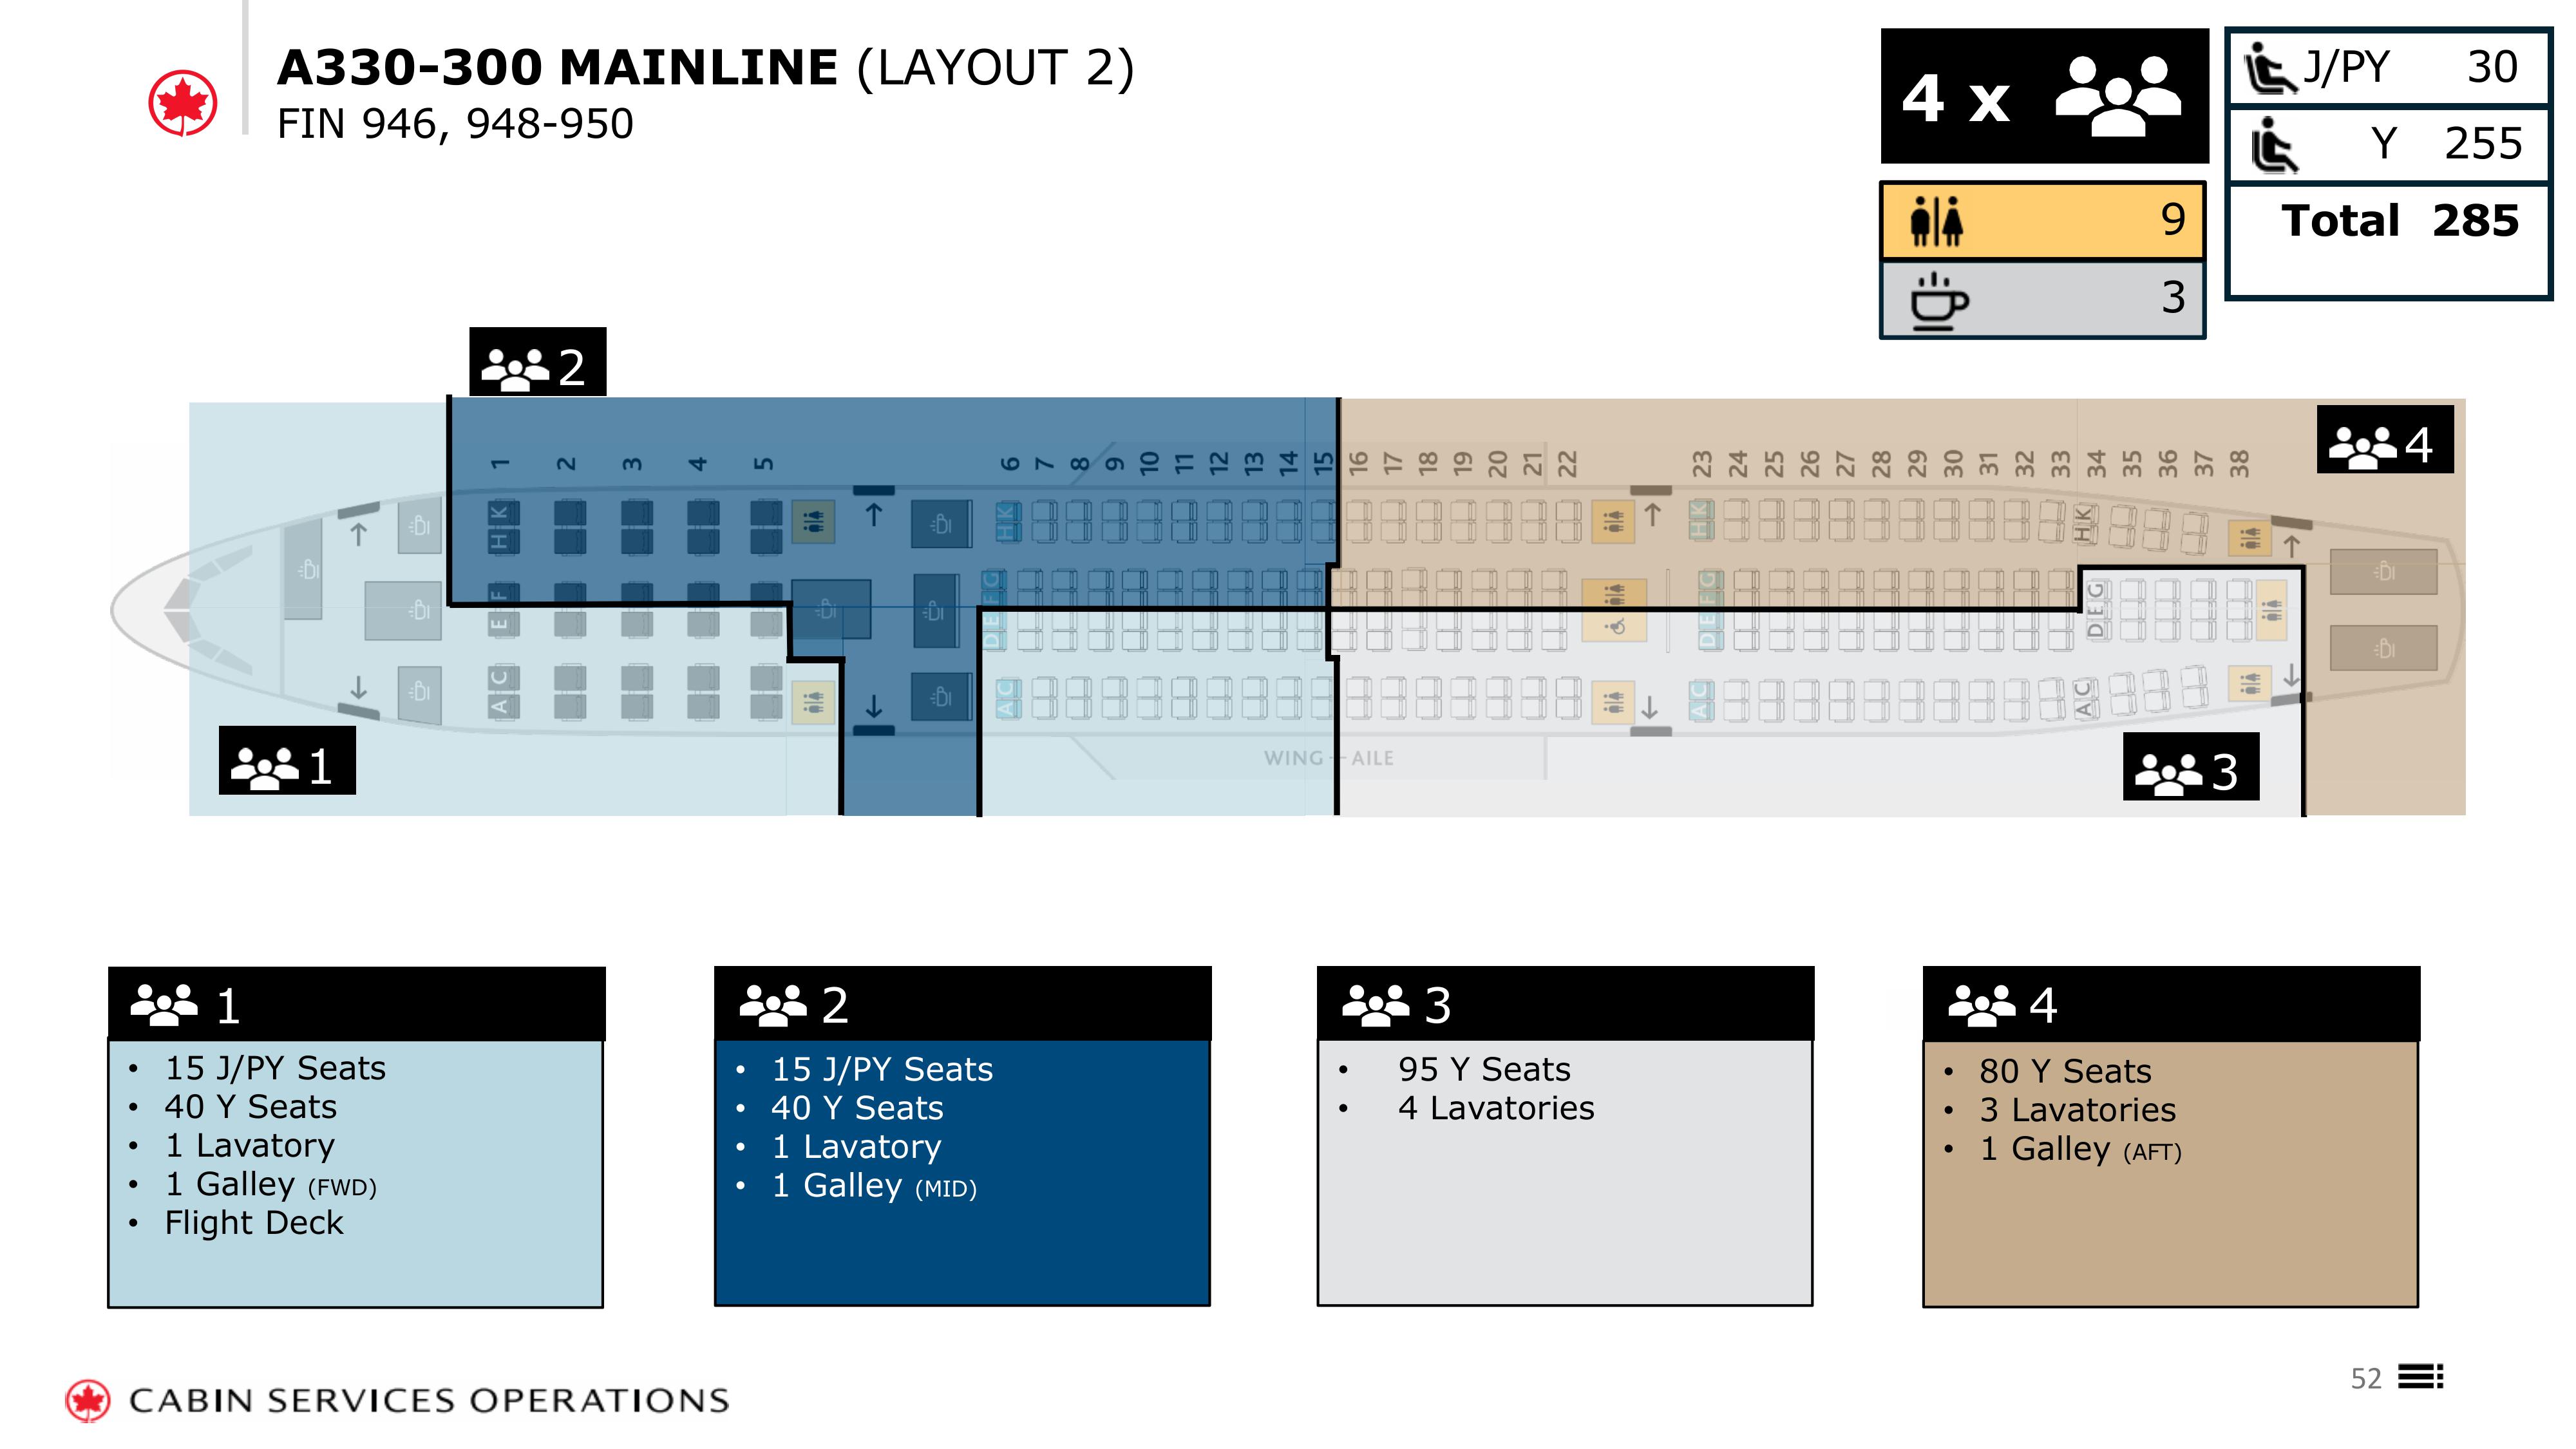 A330-300 MAINLINE (LAYOUT 2)
FIN 946, 948-950
4 x
J/PY 30
Y 255
Total 285
9
3
2
4
1 2 3 4 5 6 7 8 9 10 11 12 13 14 15 16 17 18 19 20 21 22 23 24 25 26 27 28 29 30 31 32 33 34 35 36 37 38
H K
H K
H K
H K
E F
D E F G
D E F G
D E G
A C
A C
A C
A C
WING AILE
1
3
1
15 J/PY Seats
40 Y Seats
1 Lavatory
1 Galley (FWD)
Flight Deck
2
15 J/PY Seats
40 Y Seats
1 Lavatory
1 Galley (MID)
3
95 Y Seats
4 Lavatories
4
80 Y Seats
3 Lavatories
1 Galley (AFT)
CABIN SERVICES OPERATIONS
52